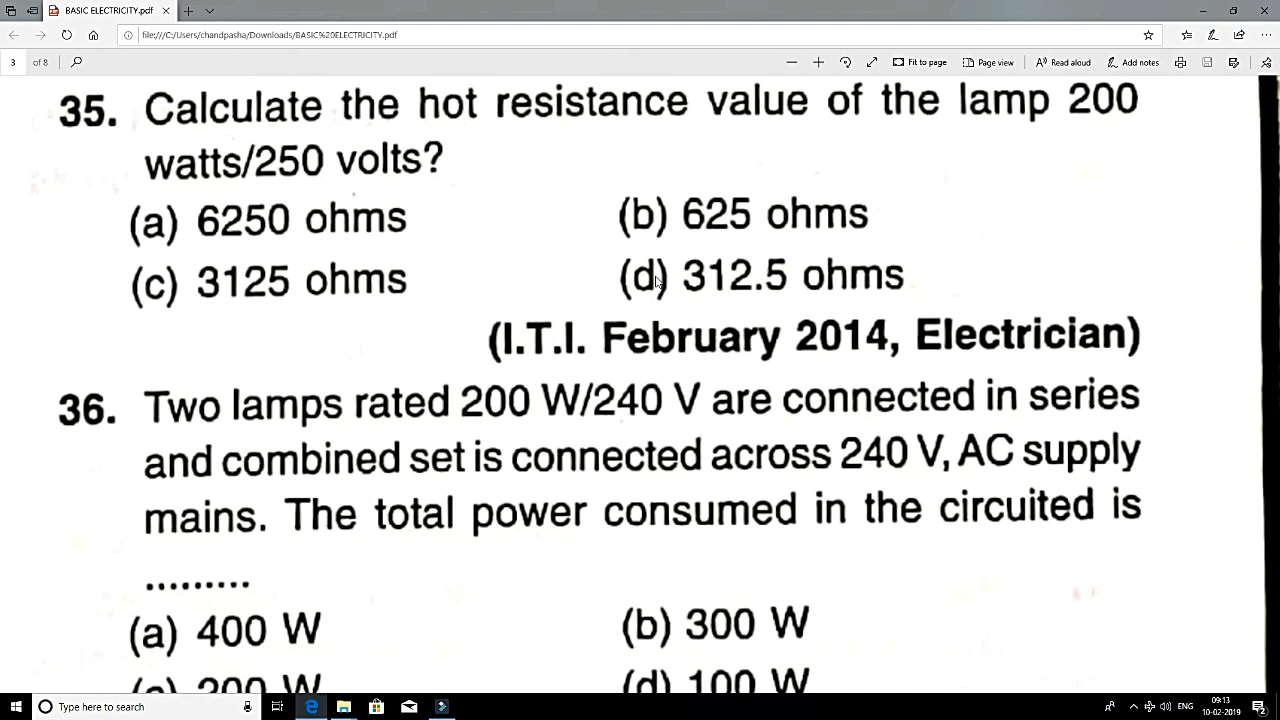 BASIC ELECTRICITY.pdf
file:///C:/Users/chandpasha/Downloads/BASIC%20ELECTRICITY.pdf
3 of 8 Fit to page Page view Read aloud Add notes
35. Calculate the hot resistance value of the lamp 200
watts/250 volts?
(a) 6250 ohms (b) 625 ohms
(c) 3125 ohms (d) 312.5 ohms
(I.T.I. February 2014, Electrician)
36. Two lamps rated 200 W/240 V are connected in series
and combined set is connected across 240 V, AC supply
mains. The total power consumed in the circuited is
.........
(a) 400 W (b) 300 W
(c) 200 W (d) 100 W
Type here to search
ENG
09:13
10-02-2019
2